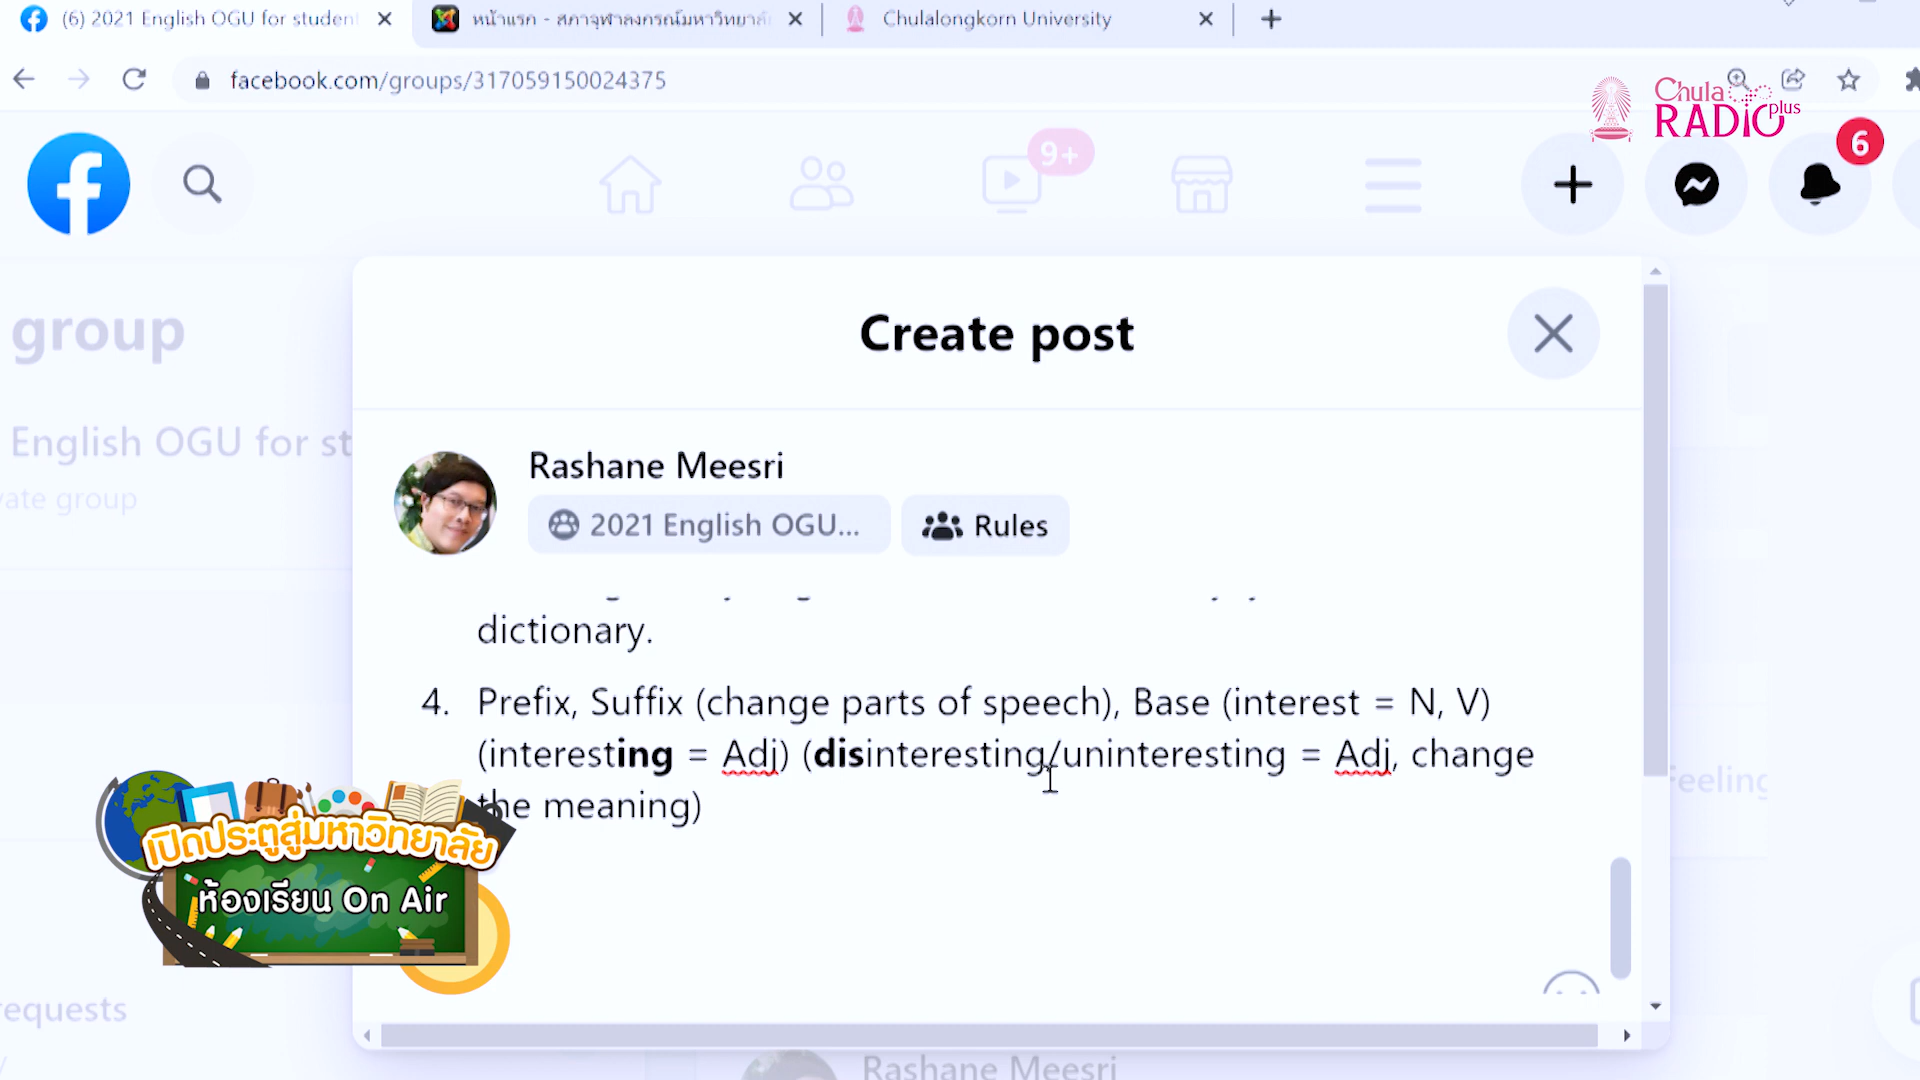 (6) 2021 English OGU for student
หน้าแรก - สภาจุฬาลงกรณ์มหาวิทยาลั
Chulalongkorn University
facebook.com/groups/317059150024375
Chula
RADIO plus
9+
6
group
Create post
English OGU for st
vate group
Rashane Meesri
2021 English OGU...
Rules
dictionary.
4. Prefix, Suffix (change parts of speech), Base (interest = N, V)
(interesting = Adj) (disinteresting/uninteresting = Adj, change
the meaning)
Feeling
เปิดประตูสู่มหาวิทยาลัย
ห้องเรียน On Air
requests
Rashane Meesri